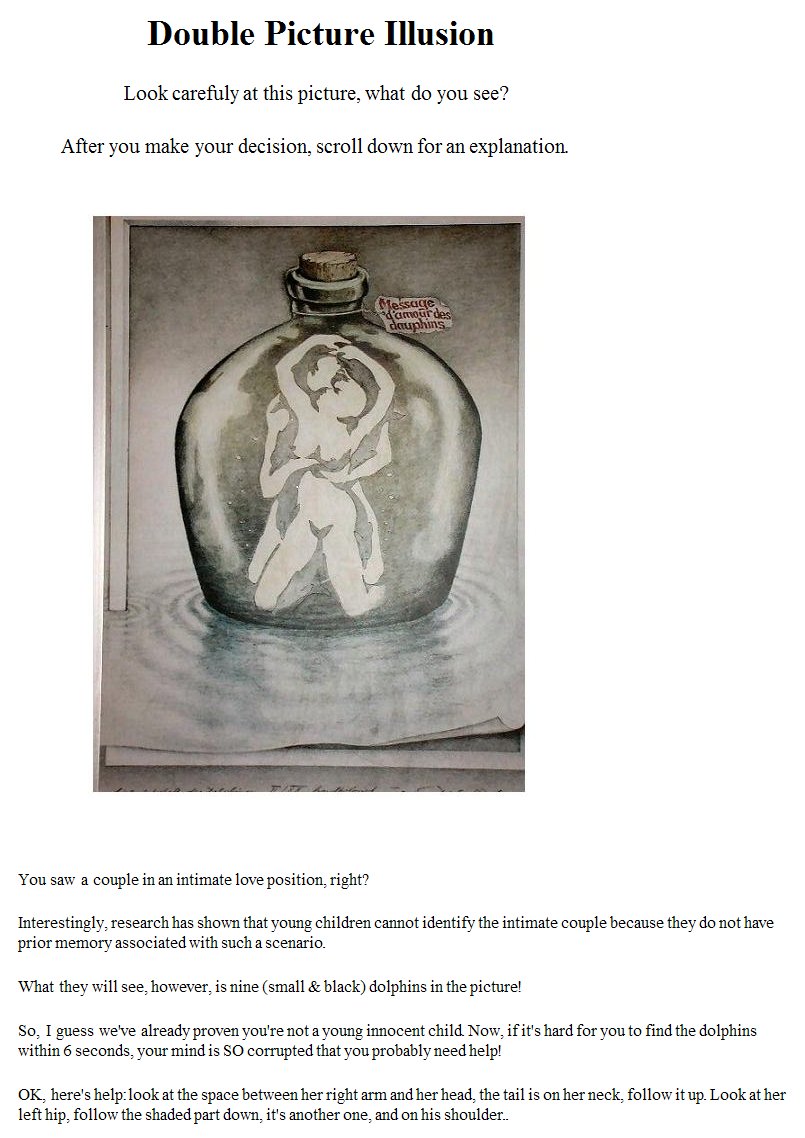 Double Picture Illusion
Look carefuly at this picture, what do you see?
After you make your decision, scroll down for an explanation.
Message
d'amour des
dauphins
You saw a couple in an intimate love position, right?
Interestingly, research has shown that young children cannot identify the intimate couple because they do not have
prior memory associated with such a scenario.
What they will see, however, is nine (small & black) dolphins in the picture!
So, I guess we've already proven you're not a young innocent child. Now, if it's hard for you to find the dolphins
within 6 seconds, your mind is SO corrupted that you probably need help!
OK, here's help: look at the space between her right arm and her head, the tail is on her neck, follow it up. Look at her
left hip, follow the shaded part down, it's another one, and on his shoulder..